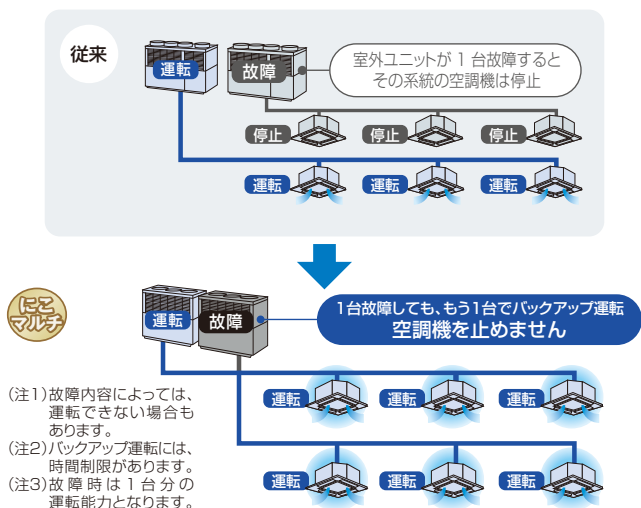 従来
運転
故障
室外ユニットが1台故障すると
その系統の空調機は停止
停止
停止
停止
運転
運転
運転
にこ
マルチ
運転
故障
1台故障しても、もう1台でバックアップ運転
空調機を止めません
運転
運転
運転
運転
運転
運転
(注1)故障内容によっては、
運転できない場合も
あります。
(注2)バックアップ運転には、
時間制限があります。
(注3)故障時は1台分の
運転能力となります。